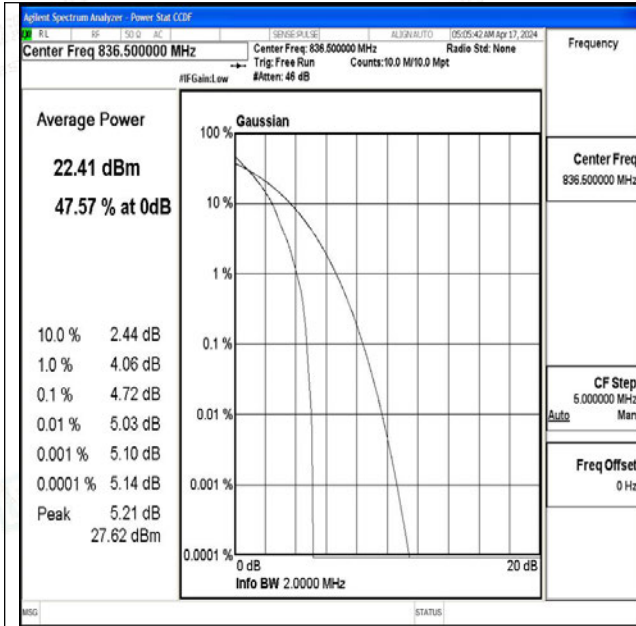 Agilent Spectrum Analyzer - Power Stat CCDF
RL RF 50 Ω AC SENSE:PULSE ALIGNAUTO 05:05:42 AM Apr 17, 2024
Center Freq 836.500000 MHz
Center Freq: 836.500000 MHz Radio Std: None
Trig: Free Run Counts:10.0 M/10.0 Mpt
#IFGain:Low #Atten: 46 dB
Frequency
Average Power
22.41 dBm
47.57 % at 0dB
10.0 % 2.44 dB
1.0 % 4.06 dB
0.1 % 4.72 dB
0.01 % 5.03 dB
0.001 % 5.10 dB
0.0001 % 5.14 dB
Peak 5.21 dB
27.62 dBm
Gaussian
100 %
10 %
1 %
0.1 %
0.01 %
0.001 %
0.0001 %
0 dB 20 dB
Info BW 2.0000 MHz
Center Freq
836.500000 MHz
CF Step
5.000000 MHz
Auto Man
Freq Offset
0 Hz
MSG STATUS